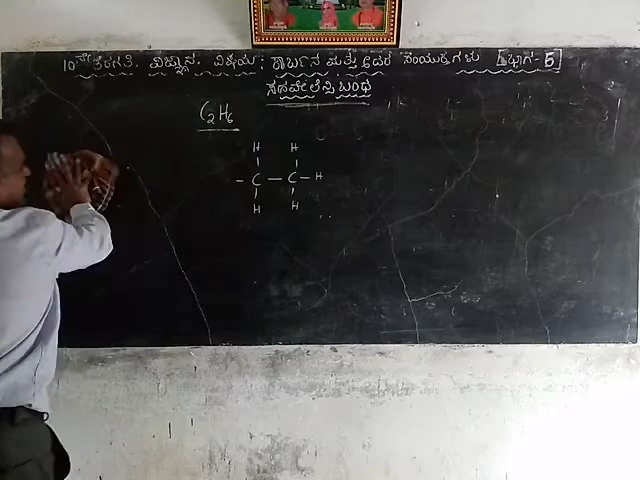 10ನೇ ತರಗತಿ. ವಿಜ್ಞಾನ. ವಿಷಯ: ಕಾರ್ಬನ ಮತ್ತು ಅದರ ಸಂಯುಕ್ತಗಳು [ಭಾಗ-5]
ಸಹವೇಲೆನ್ಸಿ ಬಂಧ
C₂H₆
H H
– C – C – H
H H